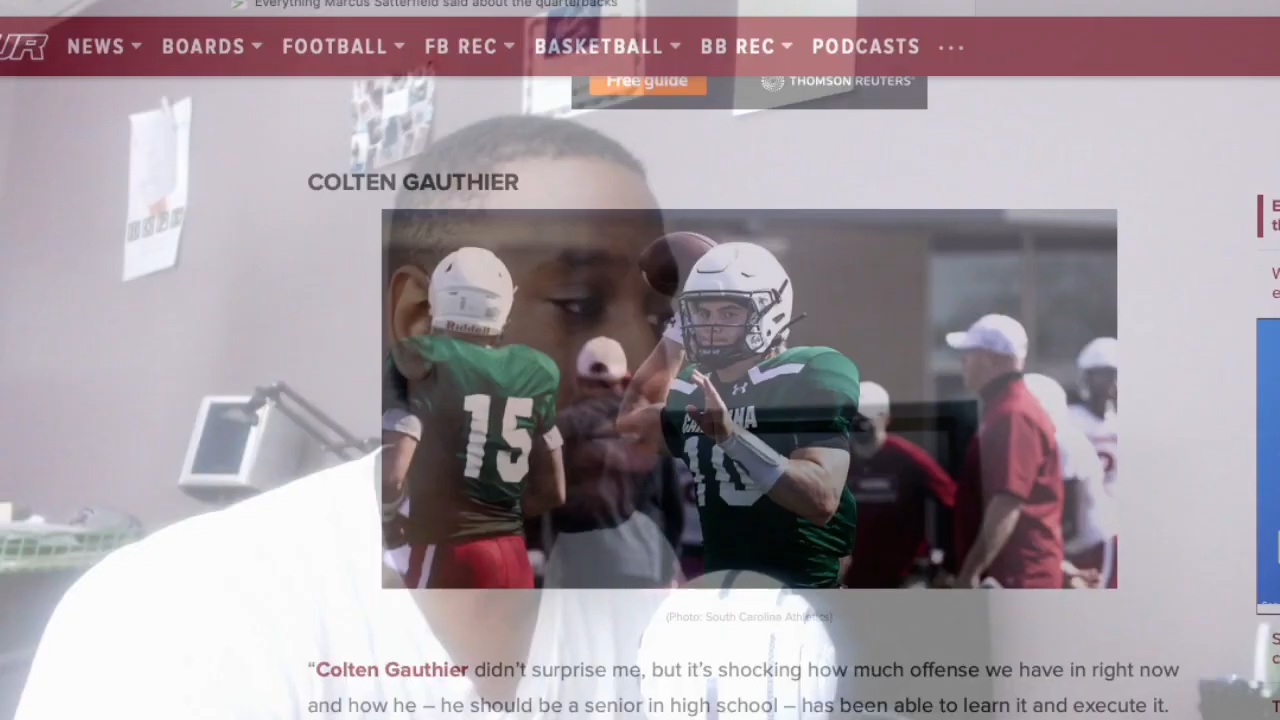 Everything Marcus Satterfield said about the quarterbacks
NEWS BOARDS FOOTBALL FB REC BASKETBALL BB REC PODCASTS ...
Free guide
THOMSON REUTERS
COLTEN GAUTHIER
Riddell
15
CAROLINA
10
(Photo: South Carolina Athletics)
“Colten Gauthier didn’t surprise me, but it’s shocking how much offense we have in right now
and how he – he should be a senior in high school – has been able to learn it and execute it.